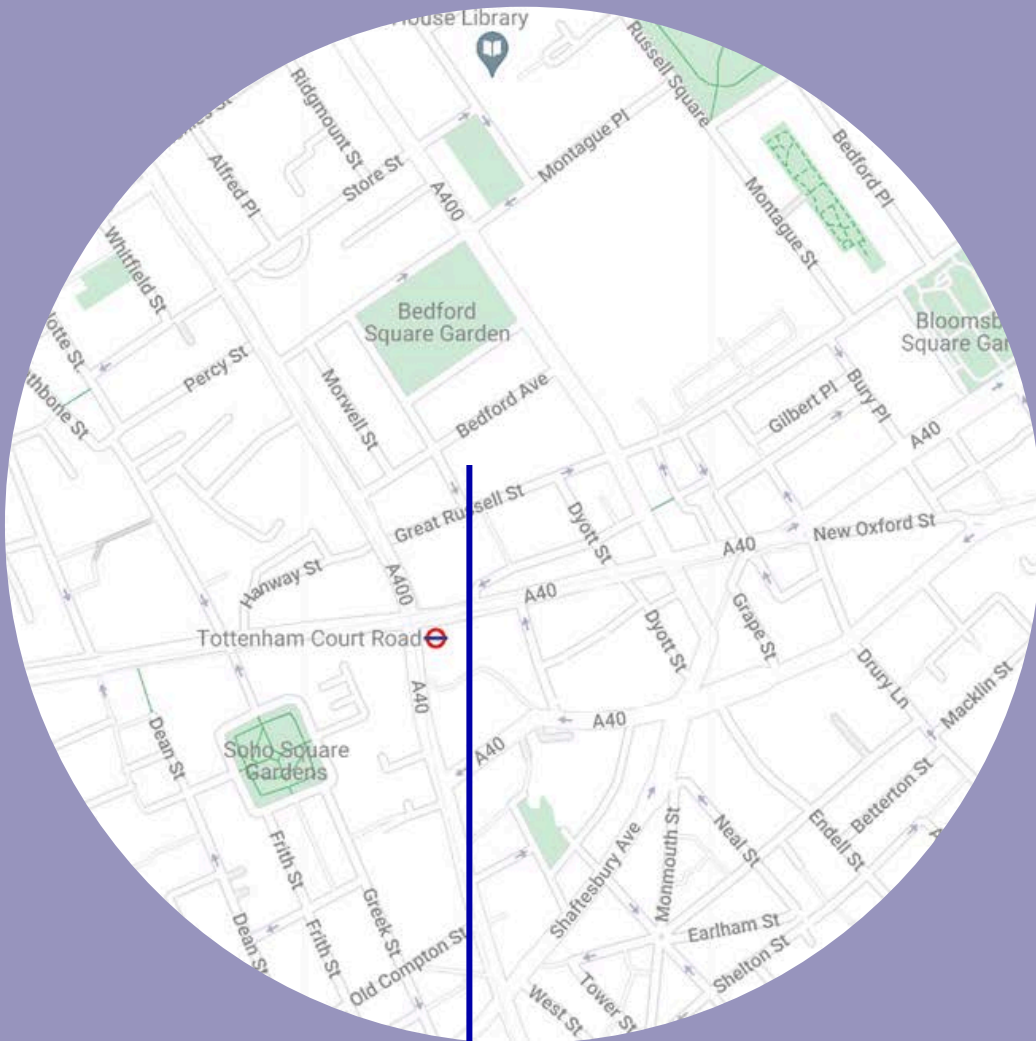 House Library
Russell Square
Ridgmount St
Montague Pl
Bedford Pl
Alfred Pl
Store St
A400
Montague St
Whitfield St
Bedford
Square Garden
Percy St
Morwell St
Bedford Ave
Gilbert Pl
Bury Pl
A40
Great Russell St
Dyott St
New Oxford St
A40
Hanway St
A400
A40
Grape St
Dyott St
Tottenham Court Road
A40
Drury Ln
Macklin St
A40
A40
Dean St
Soho Square
Gardens
Betterton St
Endell St
Neal St
Monmouth St
Shaftesbury Ave
Frith St
Greek St
Earlham St
Shelton St
Dean St
Frith St
Old Compton St
Tower St
West St